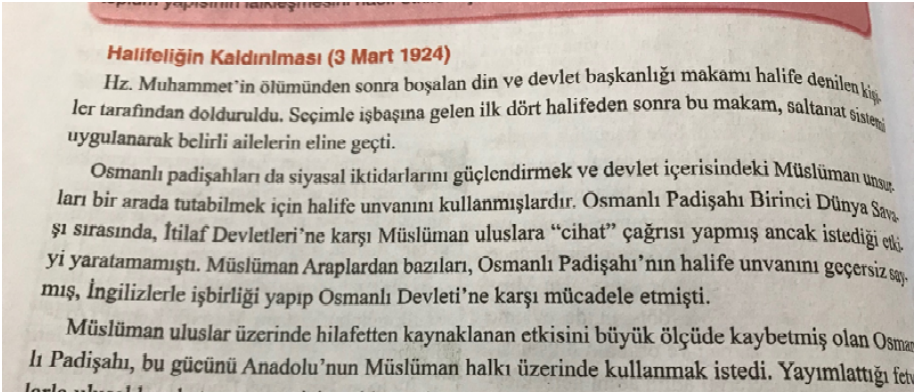 Halifeliğin Kaldırılması (3 Mart 1924)
Hz. Muhammet'in ölümünden sonra boşalan din ve devlet başkanlığı makamı halife denilen kişi-
ler tarafından dolduruldu. Seçimle işbaşına gelen ilk dört halifeden sonra bu makam, saltanat sistemi
uygulanarak belirli ailelerin eline geçti.
Osmanlı padişahları da siyasal iktidarlarını güçlendirmek ve devlet içerisindeki Müslüman unsur-
ları bir arada tutabilmek için halife unvanını kullanmışlardır. Osmanlı Padişahı Birinci Dünya Sava-
şı sırasında, İtilaf Devletleri'ne karşı Müslüman uluslara “cihat” çağrısı yapmış ancak istediği etki-
yi yaratamamıştı. Müslüman Araplardan bazıları, Osmanlı Padişahı'nın halife unvanını geçersiz say-
mış, İngilizlerle işbirliği yapıp Osmanlı Devleti'ne karşı mücadele etmişti.
Müslüman uluslar üzerinde hilafetten kaynaklanan etkisini büyük ölçüde kaybetmiş olan Osman
lı Padişahı, bu gücünü Anadolu'nun Müslüman halkı üzerinde kullanmak istedi. Yayımlattığı fetv